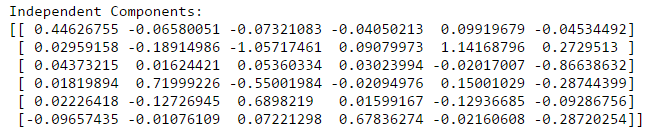 Independent Components:
[[ 0.44626755 -0.06580051 -0.07321083 -0.04050213  0.09919679 -0.04534492]
 [ 0.02959158 -0.18914986 -1.05717461  0.09079973  1.14168796  0.2729513 ]
 [ 0.04373215  0.01624421  0.05360334  0.03023994 -0.02017007 -0.86638632]
 [ 0.01819894  0.71999226 -0.55001984 -0.02094976  0.15001029 -0.28744399]
 [ 0.02226418 -0.12726945  0.6898219   0.01599167 -0.12936685 -0.09286756]
 [-0.09657435 -0.01076109  0.07221298  0.67836274 -0.02160608 -0.28720254]]